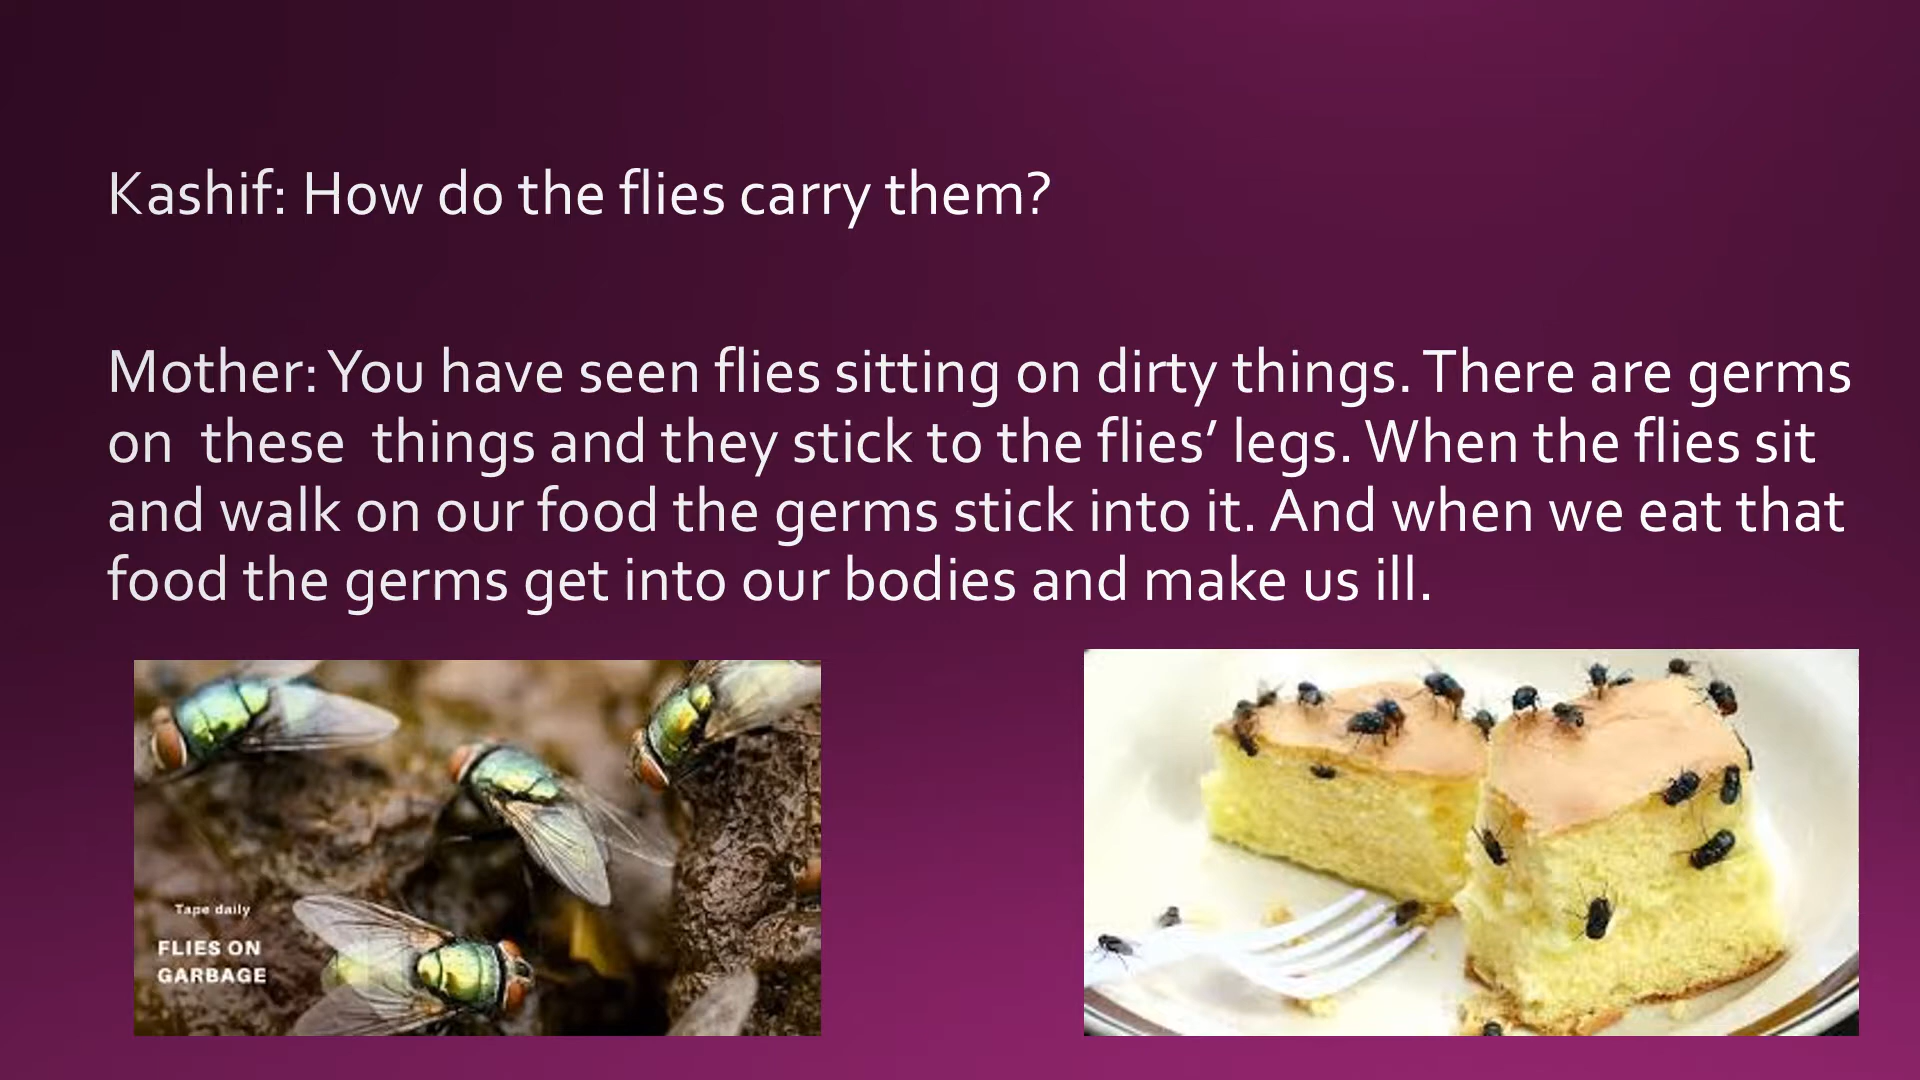 Kashif: How do the flies carry them?
Mother: You have seen flies sitting on dirty things. There are germs
on these things and they stick to the flies’ legs. When the flies sit
and walk on our food the germs stick into it. And when we eat that
food the germs get into our bodies and make us ill.
Tape daily
FLIES ON
GARBAGE